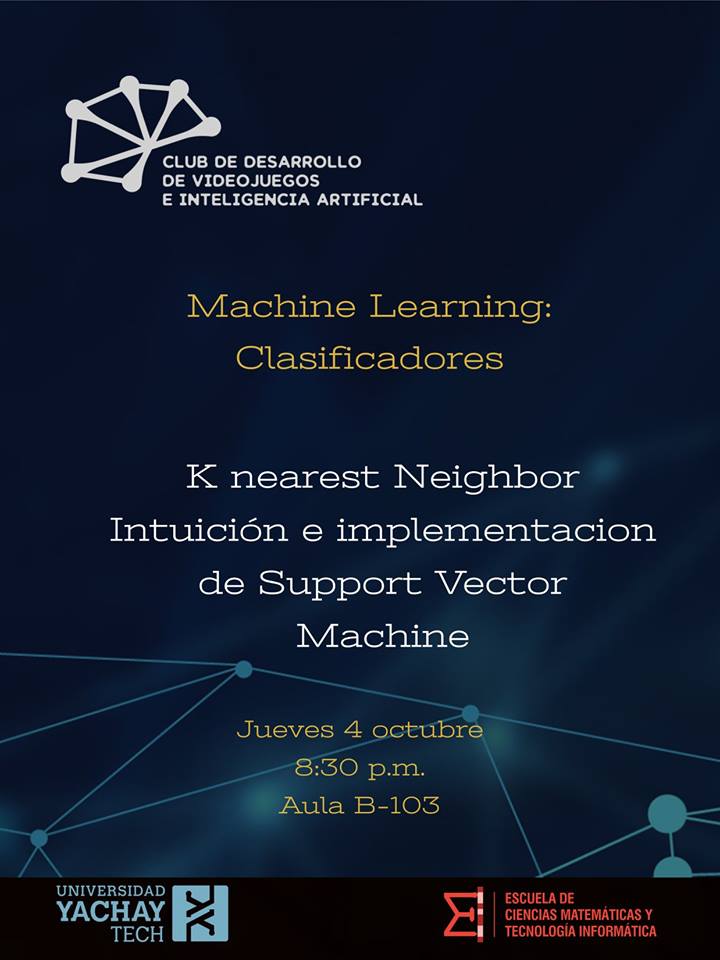 CLUB DE DESARROLLO
DE VIDEOJUEGOS
E INTELIGENCIA ARTIFICIAL
Machine Learning:
Clasificadores
K nearest Neighbor
Intuición e implementacion
de Support Vector
Machine
Jueves 4 octubre
8:30 p.m.
Aula B-103
UNIVERSIDAD
YACHAY
TECH
ESCUELA DE
CIENCIAS MATEMÁTICAS Y
TECNOLOGÍA INFORMÁTICA